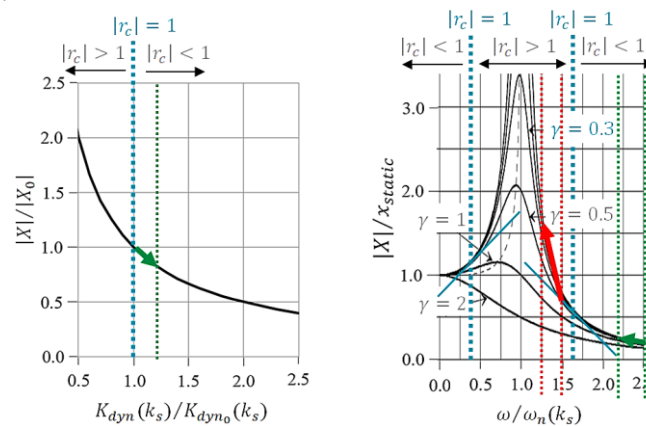 |r_c| = 1
|r_c| > 1 |r_c| < 1
2.5
2.0
1.5
1.0
0.5
0.0
|X|/|X_0|
0.5 1.0 1.5 2.0 2.5
K_dyn(k_s)/K_dyn_0(k_s)
|r_c| = 1 |r_c| = 1
|r_c| < 1 |r_c| > 1 |r_c| < 1
3.0
2.0
1.0
0.0
|X|/x_static
γ = 0.3
γ = 0.5
γ = 1
γ = 2
0.0 0.5 1.0 1.5 2.0 2.5
ω/ω_n(k_s)